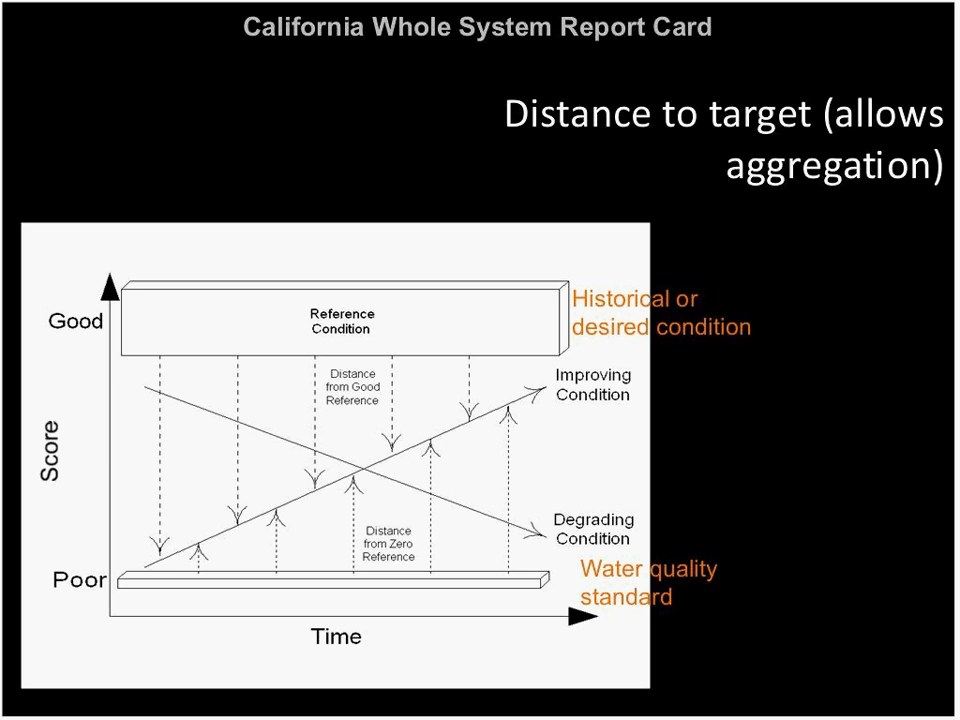 California Whole System Report Card
Distance to target (allows
aggregation)
Historical or
desired condition
Good
Reference
Condition
Distance
from Good
Reference
Improving
Condition
Score
Degrading
Condition
Distance
from Zero
Reference
Poor
Water quality
standard
Time